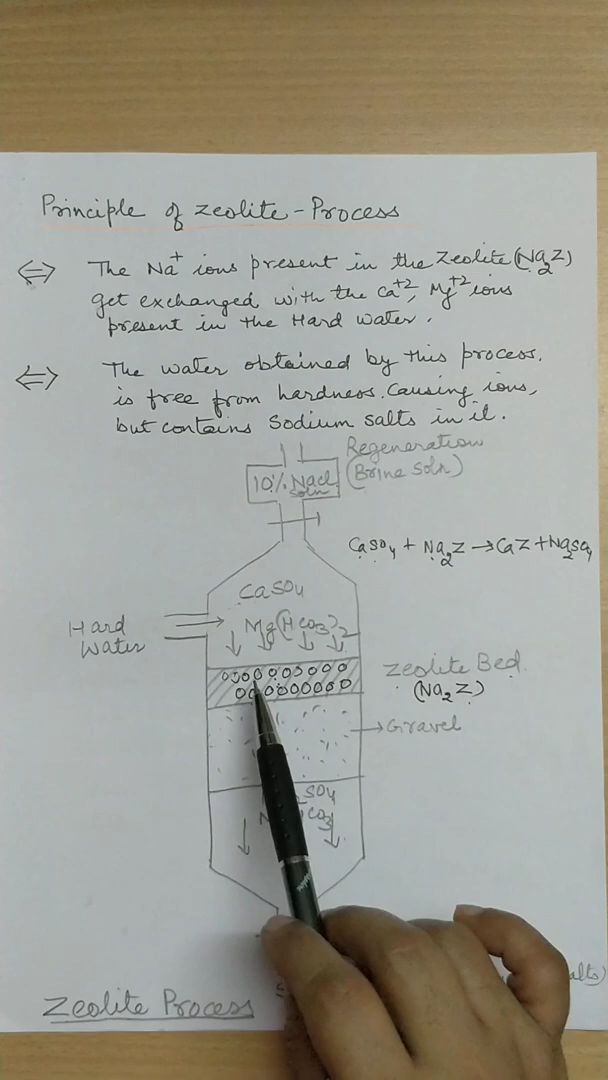 Principle of Zeolite-Process
⇔ The Na⁺ ions present in the Zeolite (Na₂Z)
get exchanged with the Ca⁺², Mg⁺² ions
present in the Hard water.
⇔ The water obtained by this process.
is free from hardness. Causing ions,
but contains Sodium salts in it.
Regeneration
(Brine Soln)
10% NaCl
Soln
CaSO₄ + Na₂Z → CaZ + Na₂SO₄
CaSO₄
Mg(HCO₃)₂
Hard
Water
Zeolite Bed
(Na₂Z)
→ Gravel
SO₄
CO₃
alts)
Zeolite Process